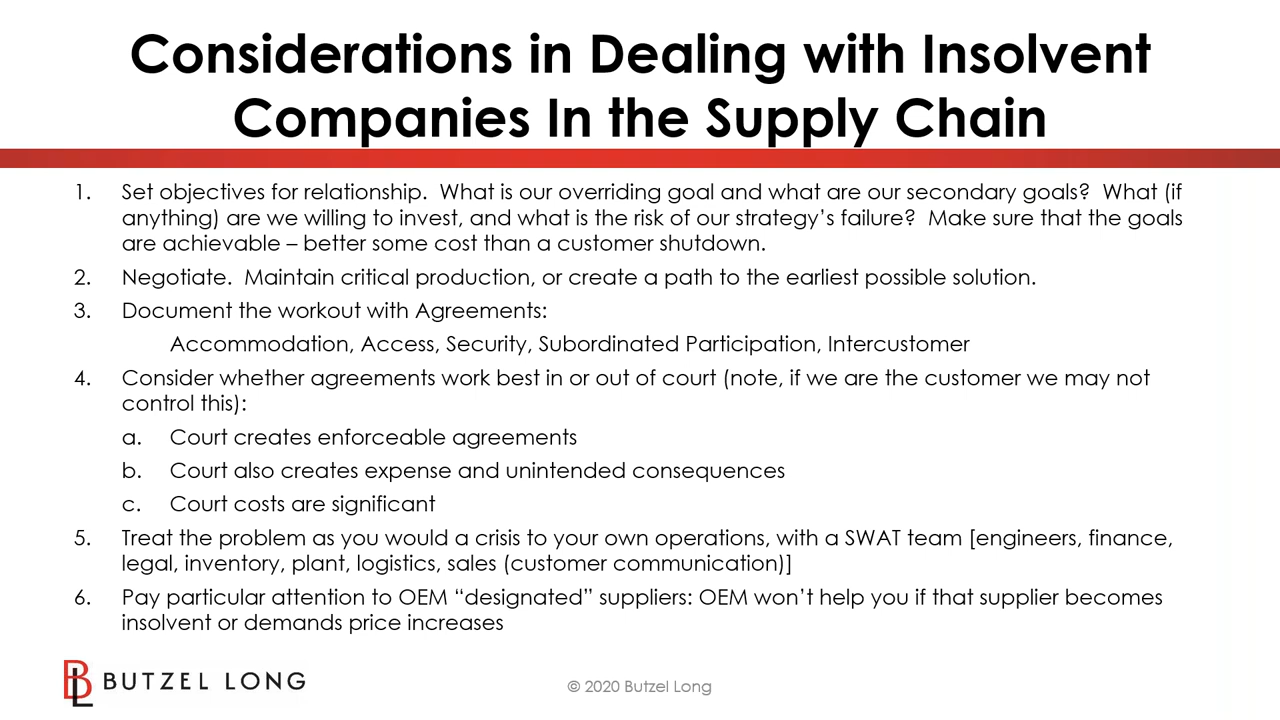 Considerations in Dealing with Insolvent
Companies In the Supply Chain
1. Set objectives for relationship. What is our overriding goal and what are our secondary goals? What (if
anything) are we willing to invest, and what is the risk of our strategy’s failure? Make sure that the goals
are achievable – better some cost than a customer shutdown.
2. Negotiate. Maintain critical production, or create a path to the earliest possible solution.
3. Document the workout with Agreements:
Accommodation, Access, Security, Subordinated Participation, Intercustomer
4. Consider whether agreements work best in or out of court (note, if we are the customer we may not
control this):
a. Court creates enforceable agreements
b. Court also creates expense and unintended consequences
c. Court costs are significant
5. Treat the problem as you would a crisis to your own operations, with a SWAT team [engineers, finance,
legal, inventory, plant, logistics, sales (customer communication)]
6. Pay particular attention to OEM “designated” suppliers: OEM won’t help you if that supplier becomes
insolvent or demands price increases
BL BUTZEL LONG
© 2020 Butzel Long